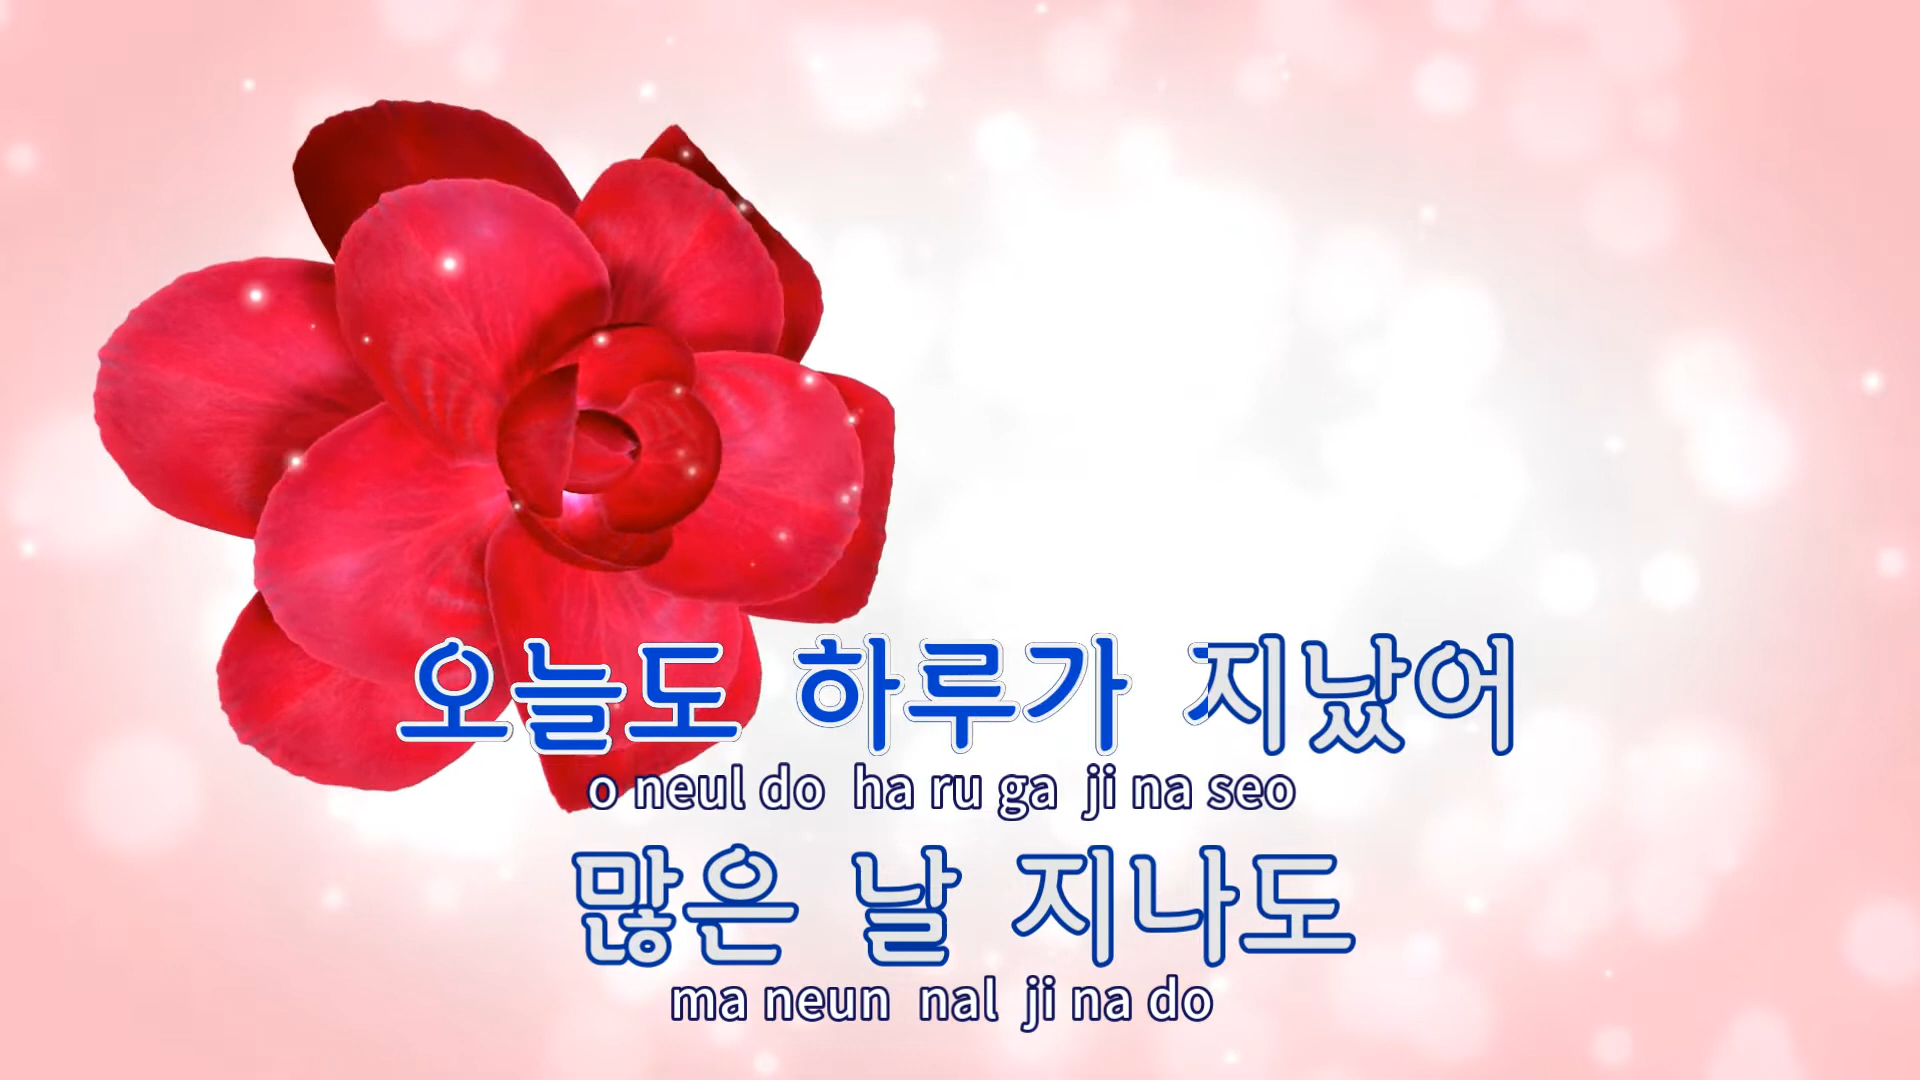 오늘도 하루가 지났어
o neul do ha ru ga ji na seo
많은 날 지나도
ma neun nal ji na do